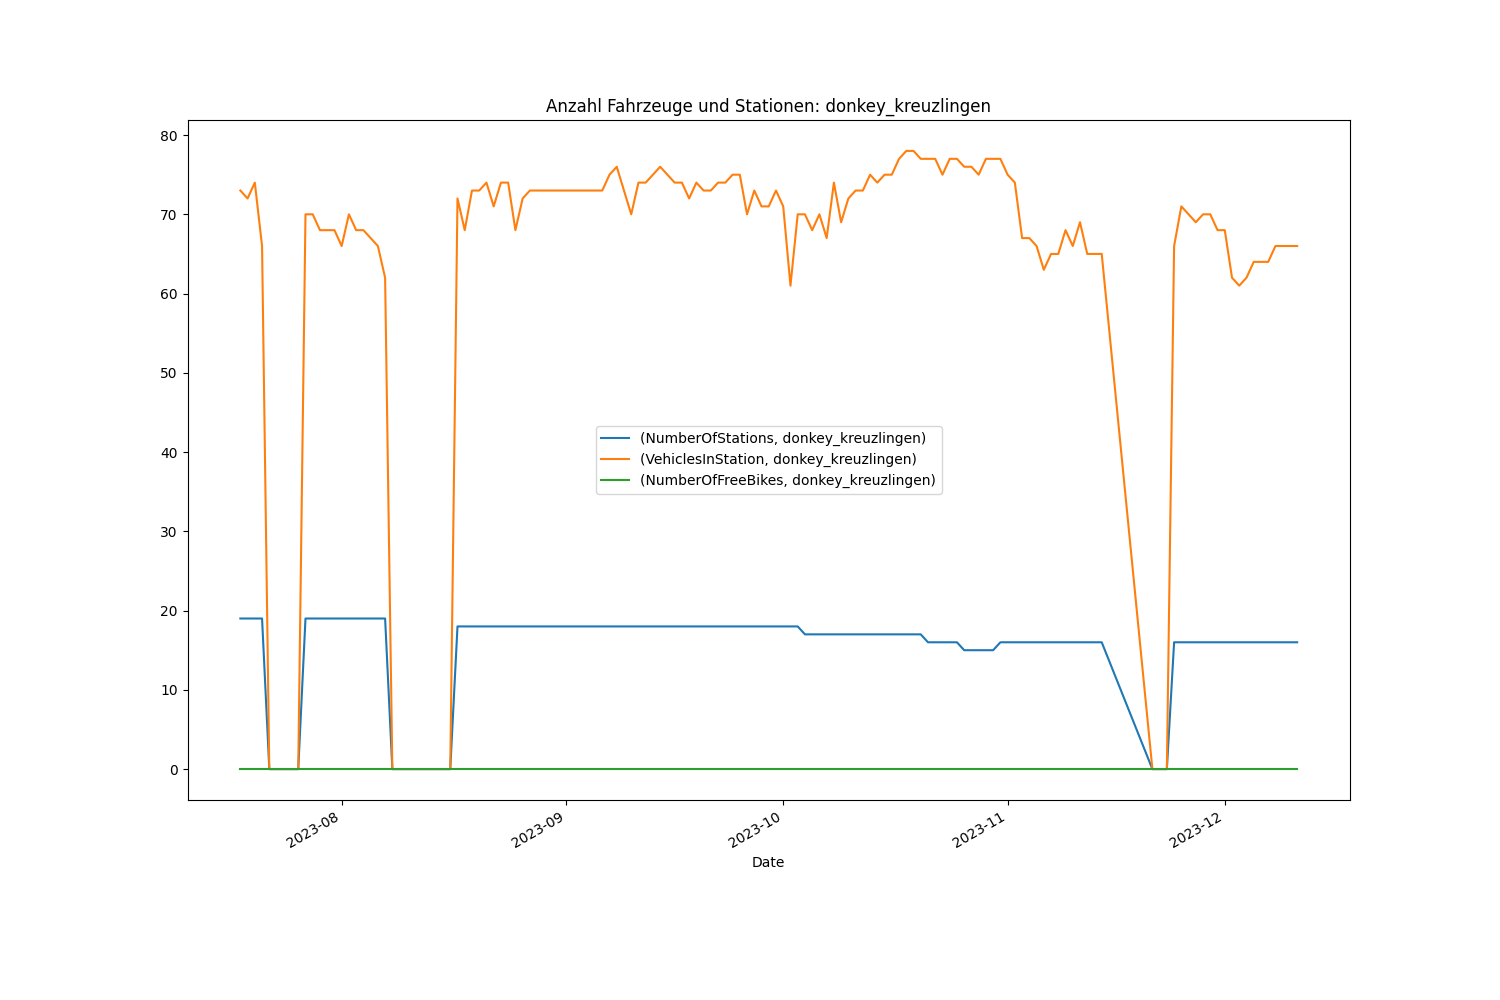 Anzahl Fahrzeuge und Stationen: donkey_kreuzlingen
80
70
60
50
40
30
20
10
0
(NumberOfStations, donkey_kreuzlingen)
(VehiclesInStation, donkey_kreuzlingen)
(NumberOfFreeBikes, donkey_kreuzlingen)
2023-08
2023-09
2023-10
2023-11
2023-12
Date